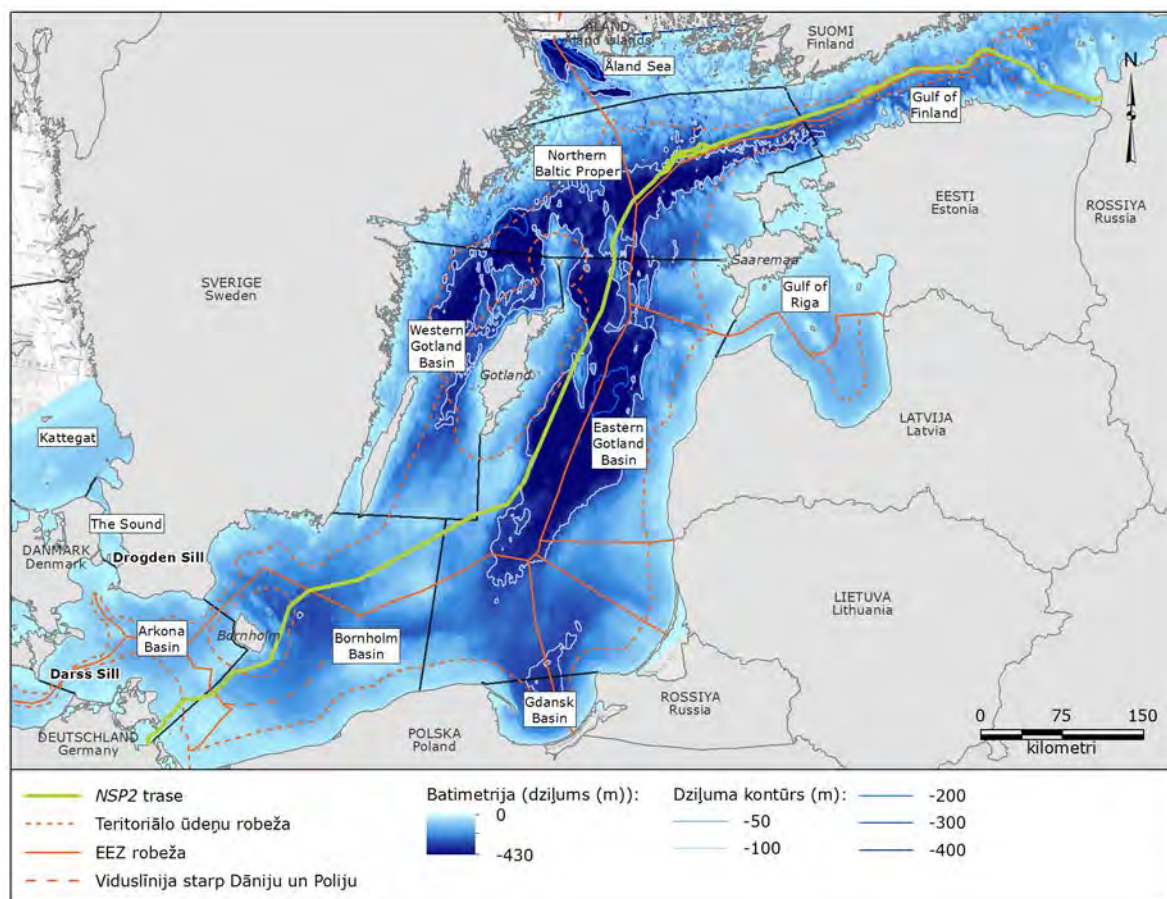 ÅLAND
Åland islands
SUOMI
Finland
Åland Sea
N
Gulf of
Finland
Northern
Baltic Proper
EESTI
Estonia
ROSSIYA
Russia
SVERIGE
Sweden
Saaremaa
Gulf of
Riga
Western
Gotland
Basin
Gotland
LATVIJA
Latvia
Kattegat
Eastern
Gotland
Basin
The Sound
DANMARK
Denmark
Drogden Sill
LIETUVA
Lithuania
Arkona
Basin
Bornholm
Bornholm
Basin
Darss Sill
Gdansk
Basin
ROSSIYA
Russia
DEUTSCHLAND
Germany
POLSKA
Poland
0 75 150
kilometri
NSP2 trase
Teritoriālo ūdeņu robeža
EEZ robeža
Viduslīnija starp Dāniju un Poliju
Batimetrija (dziļums (m)):
0
-430
Dziļuma kontūrs (m):
-50
-100
-200
-300
-400